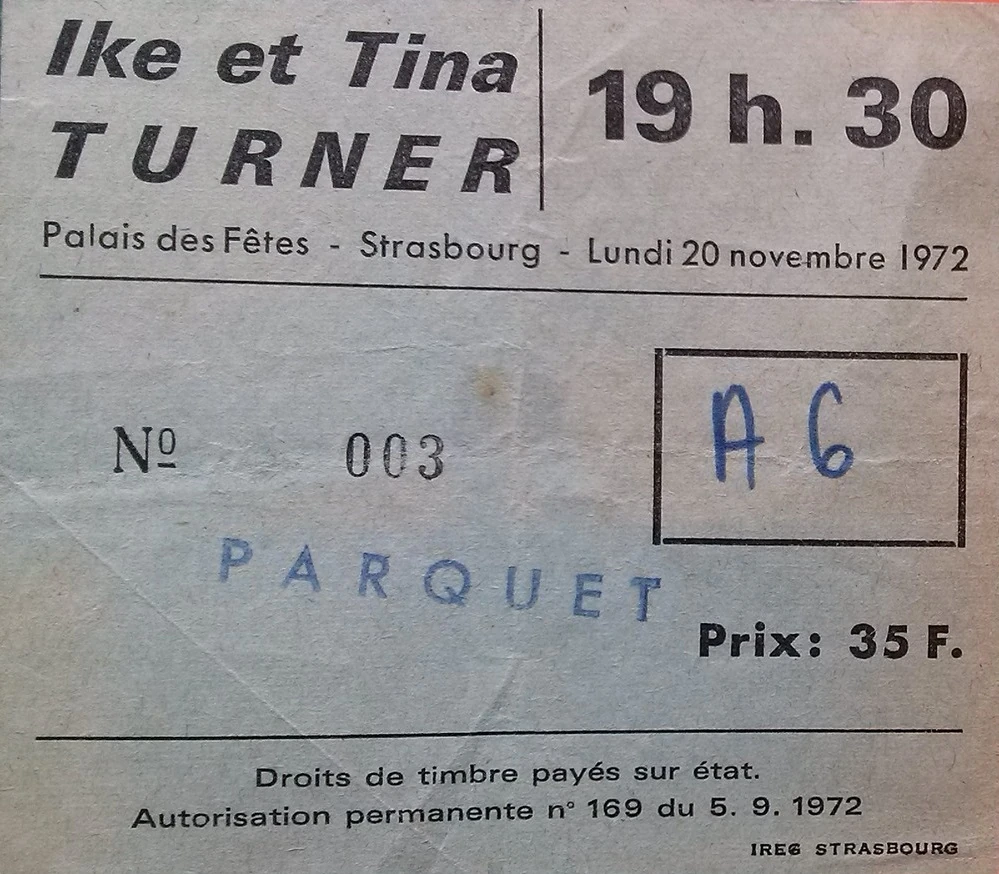 Ike et Tina
TURNER
19 h. 30
Palais des Fêtes - Strasbourg - Lundi 20 novembre 1972
Nº 003
A 6
PARQUET
Prix: 35 F.
Droits de timbre payés sur état.
Autorisation permanente n° 169 du 5. 9. 1972
IREG STRASBOURG